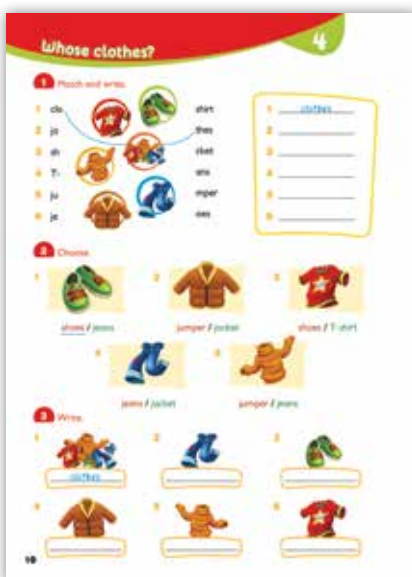 Whose clothes?
4
1 Match and write.
1 clo shirt 1 clothes
2 ja thes 2
3 sh cket 3
4 T- ans 4
5 ju mper 5
6 je oes 6
2 Choose.
1 2 3
shoes / jeans jumper / jacket shoes / T-shirt
4 5
jeans / jacket jumper / jeans
3 Write.
1 2 3
clothes
4 5 6